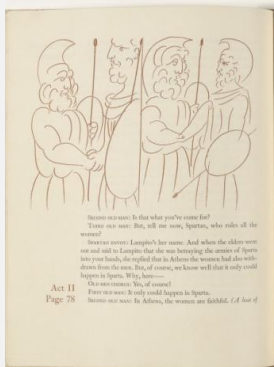 SECOND OLD MAN: Is that what you've come for?
THIRD OLD MAN: But, tell me now, Spartan, who rules all the
women?
SPARTAN ENVOY: Lampito's her name. And when the elders went
out and said to Lampito that she was betraying the armies of Sparta
into your hands, she replied that in Athens the women had also with-
drawn from the men. But, of course, we know well that it only could
happen in Sparta. Why, here—
OLD MEN CHORUS: Yes, of course!
FIRST OLD MAN: It only could happen in Sparta.
SECOND OLD MAN: In Athens, the women are faithful. (A host of
Act II
Page 78